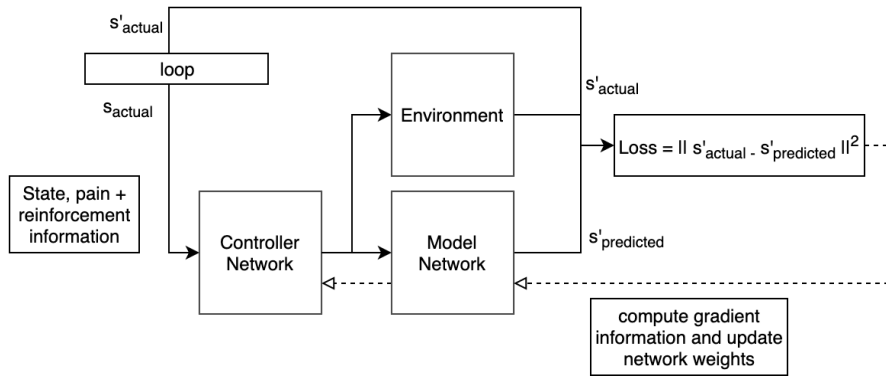 s'actual
loop
sactual
s'actual
Environment
Loss = || s'actual - s'predicted ||2
State, pain +
reinforcement
information
Controller
Network
Model
Network
s'predicted
compute gradient
information and update
network weights